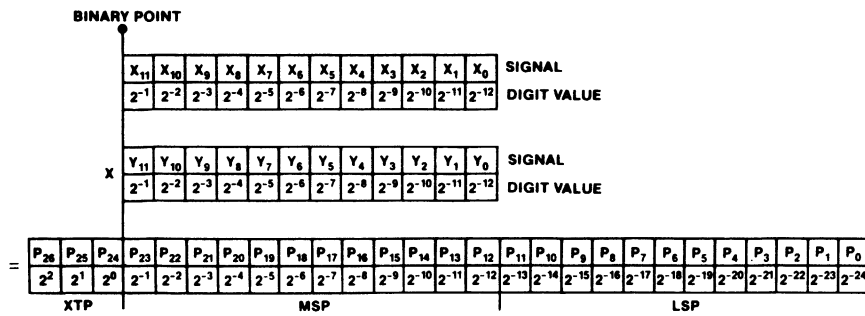 BINARY POINT
X₁₁ X₁₀ X₉ X₈ X₇ X₆ X₅ X₄ X₃ X₂ X₁ X₀ SIGNAL
2⁻¹ 2⁻² 2⁻³ 2⁻⁴ 2⁻⁵ 2⁻⁶ 2⁻⁷ 2⁻⁸ 2⁻⁹ 2⁻¹⁰ 2⁻¹¹ 2⁻¹² DIGIT VALUE
X Y₁₁ Y₁₀ Y₉ Y₈ Y₇ Y₆ Y₅ Y₄ Y₃ Y₂ Y₁ Y₀ SIGNAL
2⁻¹ 2⁻² 2⁻³ 2⁻⁴ 2⁻⁵ 2⁻⁶ 2⁻⁷ 2⁻⁸ 2⁻⁹ 2⁻¹⁰ 2⁻¹¹ 2⁻¹² DIGIT VALUE
= P₂₆ P₂₅ P₂₄ P₂₃ P₂₂ P₂₁ P₂₀ P₁₉ P₁₈ P₁₇ P₁₆ P₁₅ P₁₄ P₁₃ P₁₂ P₁₁ P₁₀ P₉ P₈ P₇ P₆ P₅ P₄ P₃ P₂ P₁ P₀
2² 2¹ 2⁰ 2⁻¹ 2⁻² 2⁻³ 2⁻⁴ 2⁻⁵ 2⁻⁶ 2⁻⁷ 2⁻⁸ 2⁻⁹ 2⁻¹⁰ 2⁻¹¹ 2⁻¹² 2⁻¹³ 2⁻¹⁴ 2⁻¹⁵ 2⁻¹⁶ 2⁻¹⁷ 2⁻¹⁸ 2⁻¹⁹ 2⁻²⁰ 2⁻²¹ 2⁻²² 2⁻²³ 2⁻²⁴
XTP MSP LSP